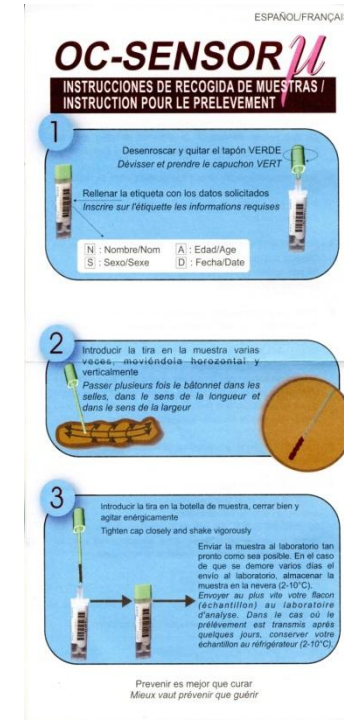 ESPAÑOL/FRANÇAIS
OC-SENSOR μ
INSTRUCCIONES DE RECOGIDA DE MUESTRAS /
INSTRUCTION POUR LE PRELEVEMENT
1
Desenroscar y quitar el tapón VERDE
Dévisser et prendre le capuchon VERT
Rellenar la etiqueta con los datos solicitados
Inscrire sur l'étiquette les informations requises
N : Nombre/Nom A : Edad/Age
S : Sexo/Sexe D : Fecha/Date
2
Introducir la tira en la muestra varias
veces, moviéndola horozontal y
verticalmente
Passer plusieurs fois le bâtonnet dans les
selles, dans le sens de la longueur et
dans le sens de la largeur
3
Introducir la tira en la botella de muestra, cerrar bien y
agitar enérgicamente
Tighten cap closely and shake vigorously
Enviar la muestra al laboratorio tan
pronto como sea posible. En el caso
de que se demore varios días el
envío al laboratorio, almacenar la
muestra en la nevera (2-10°C).
Envoyer au plus vite votre flacon
(échantillon) au laboratoire
d'analyse. Dans le cas où le
prélèvement est transmis après
quelques jours, conserver votre
échantillon au réfrigérateur (2-10°C).
Prevenir es mejor que curar
Mieux vaut prévenir que guérir